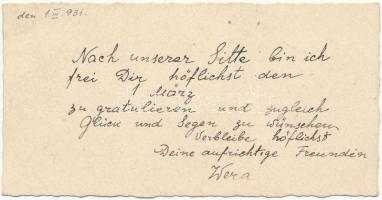 den 1.III.931.
Nach unserer Sitte bin ich
frei Dir höflichst den
1 März
zu gratulieren und zugleich
Glück und Segen zu wünschen
Verbleibe höflichst
Deine aufrichtige Freundin
Wera